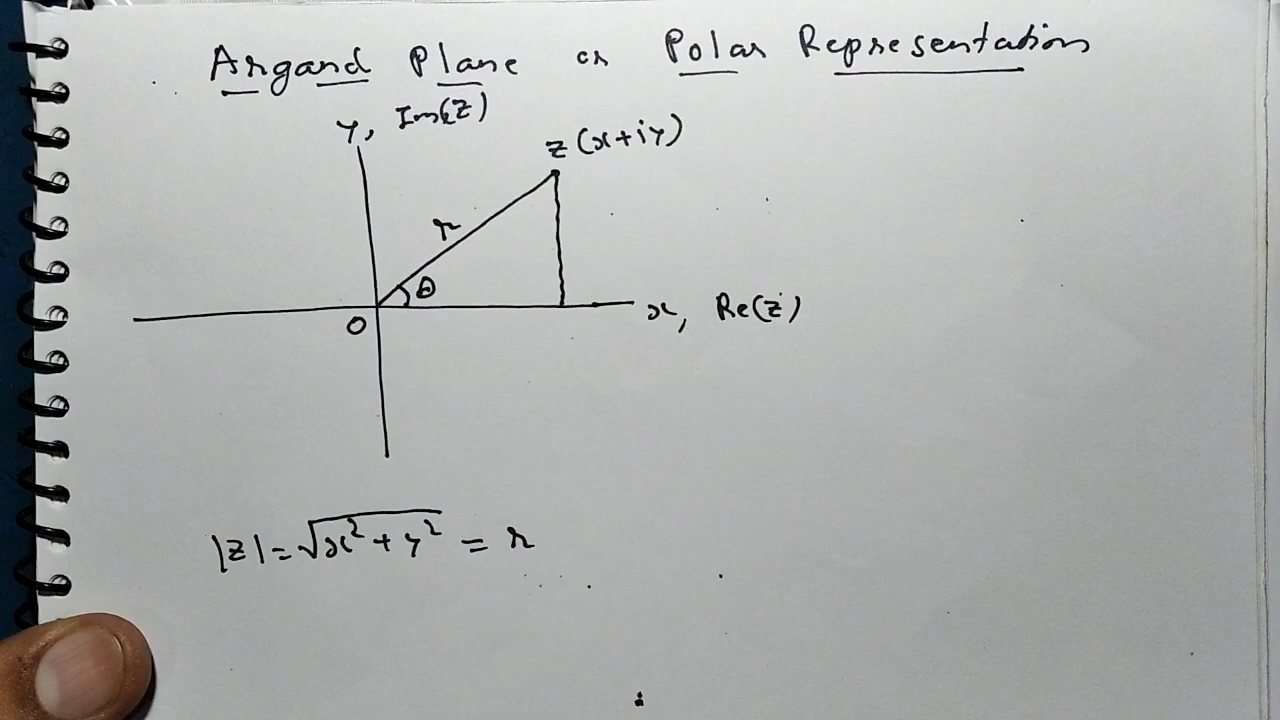 Argand Plane or Polar Representation
y, Im(z)
z(x+iy)
r
θ
O
x, Re(z)
|z| = √x²+y² = r